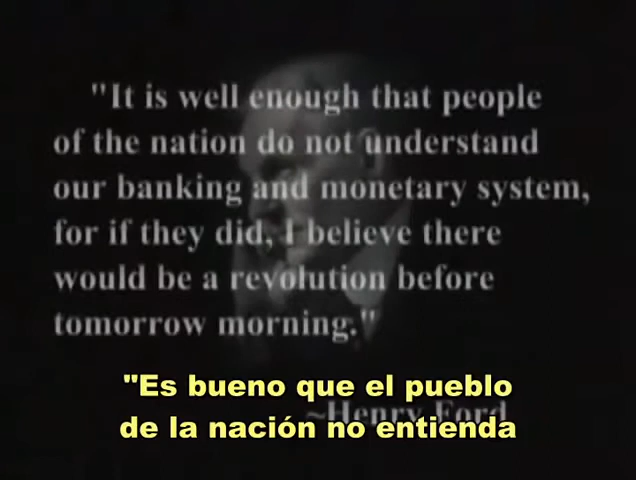 "It is well enough that people
of the nation do not understand
our banking and monetary system,
for if they did, I believe there
would be a revolution before
tomorrow morning."
"Es bueno que el pueblo
~Henry Ford
de la nación no entienda